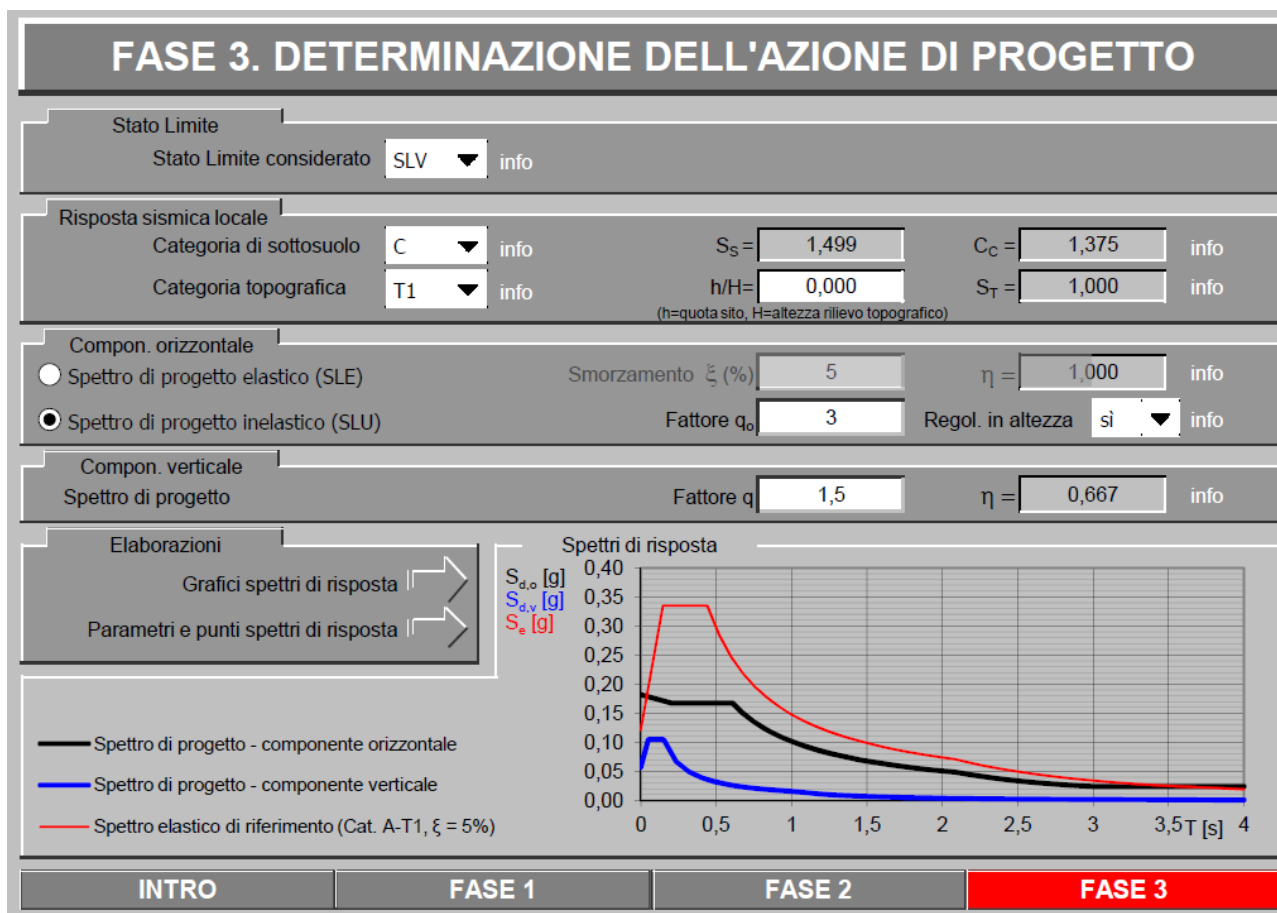 FASE 3. DETERMINAZIONE DELL'AZIONE DI PROGETTO
Stato Limite
Stato Limite considerato SLV info
Risposta sismica locale
Categoria di sottosuolo C info S_S = 1,499 C_C = 1,375 info
Categoria topografica T1 info h/H= 0,000 S_T = 1,000 info
(h=quota sito, H=altezza rilievo topografico)
Compon. orizzontale
Spettro di progetto elastico (SLE) Smorzamento ξ (%) 5 η = 1,000 info
Spettro di progetto inelastico (SLU) Fattore q_o 3 Regol. in altezza sì info
Compon. verticale
Spettro di progetto Fattore q 1,5 η = 0,667 info
Elaborazioni
Grafici spettri di risposta
Parametri e punti spettri di risposta
Spettri di risposta
S_d,o [g]
S_d,v [g]
S_e [g]
0,40
0,35
0,30
0,25
0,20
0,15
0,10
0,05
0,00
0 0,5 1 1,5 2 2,5 3 3,5 T [s] 4
Spettro di progetto - componente orizzontale
Spettro di progetto - componente verticale
Spettro elastico di riferimento (Cat. A-T1, ξ = 5%)
INTRO FASE 1 FASE 2 FASE 3